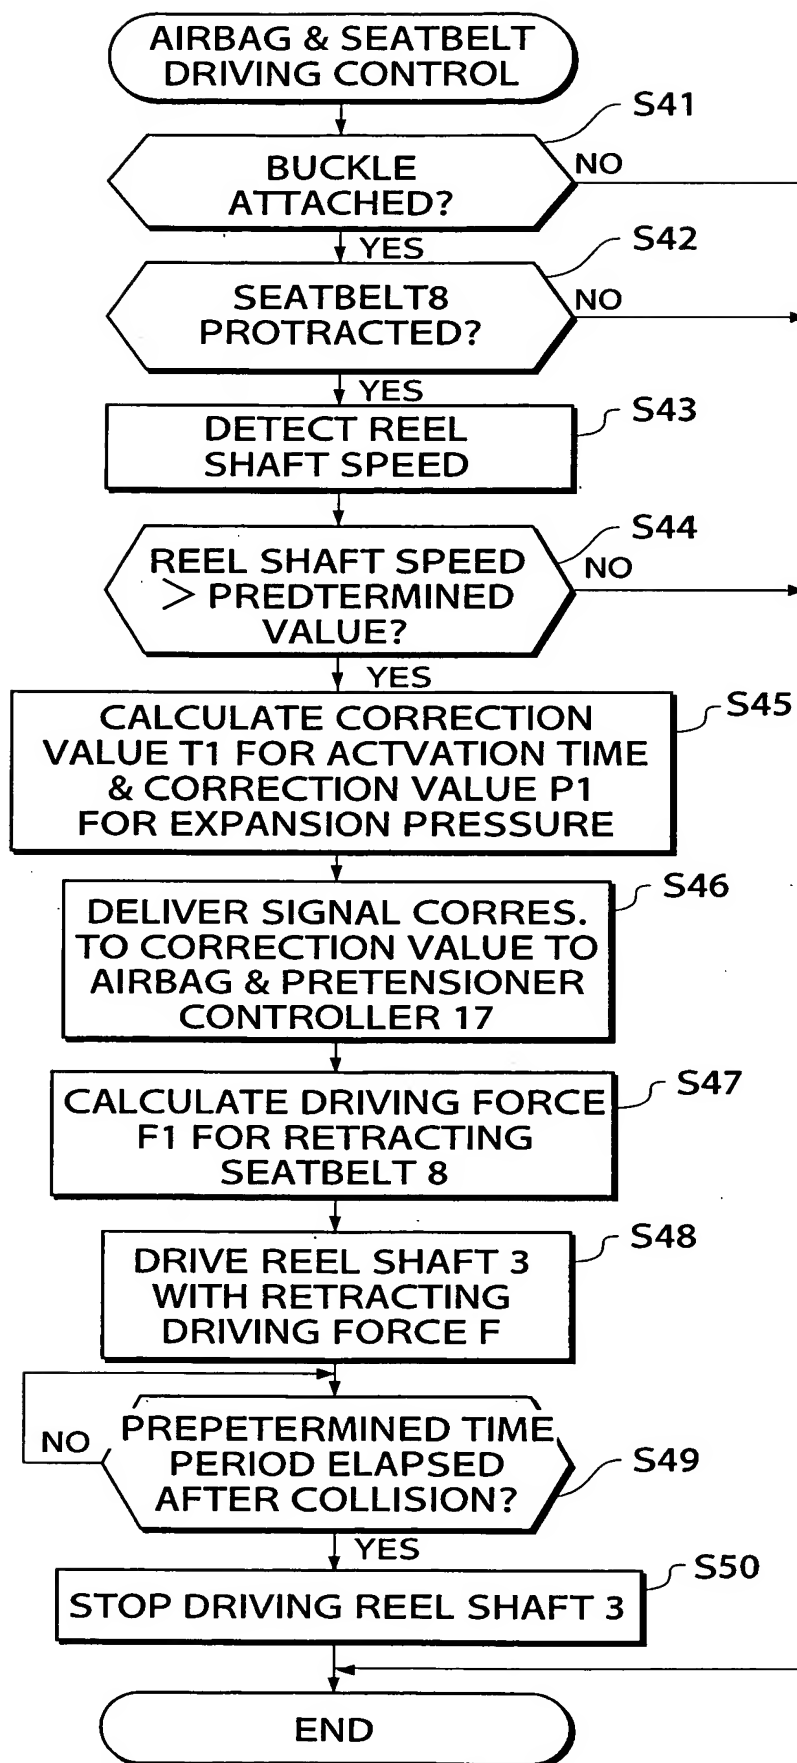 AIRBAG & SEATBELT
DRIVING CONTROL
S41
BUCKLE
ATTACHED?
NO
YES
S42
SEATBELT8
PROTRACTED?
NO
YES
S43
DETECT REEL
SHAFT SPEED
S44
REEL SHAFT SPEED
> PREDTERMINED
VALUE?
NO
YES
S45
CALCULATE CORRECTION
VALUE T1 FOR ACTVATION TIME
& CORRECTION VALUE P1
FOR EXPANSION PRESSURE
S46
DELIVER SIGNAL CORRES.
TO CORRECTION VALUE TO
AIRBAG & PRETENSIONER
CONTROLLER 17
S47
CALCULATE DRIVING FORCE
F1 FOR RETRACTING
SEATBELT 8
S48
DRIVE REEL SHAFT 3
WITH RETRACTING
DRIVING FORCE F
NO
PREPETERMINED TIME
PERIOD ELAPSED
AFTER COLLISION?
S49
YES
S50
STOP DRIVING REEL SHAFT 3
END